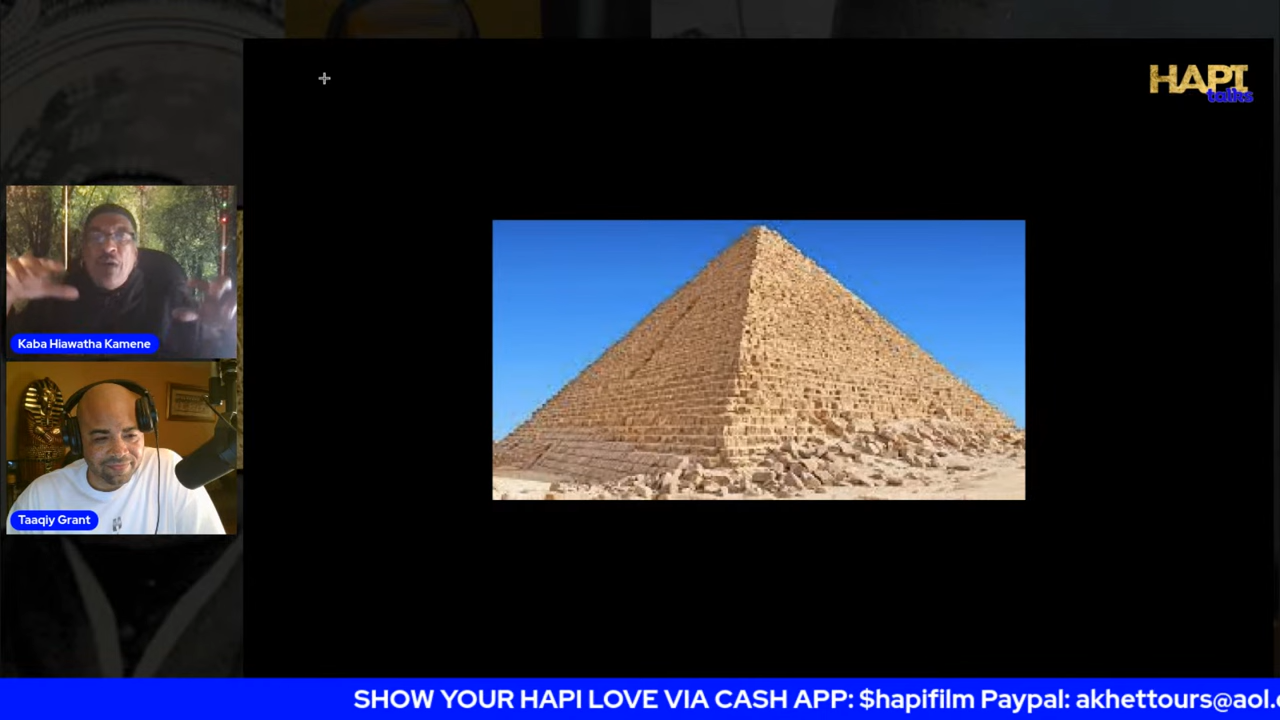 HAPI
talks
Kaba Hiawatha Kamene
Taaqiy Grant
SHOW YOUR HAPI LOVE VIA CASH APP: $hapifilm Paypal: akhettours@aol.